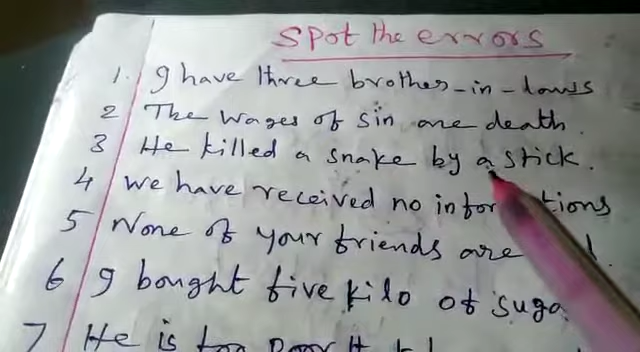 Spot the errors
1. I have three brother-in-laws
2 The wages of sin are death.
3 He killed a snake by a stick.
4 We have received no
5 None of your friends are
6 I bought five kilo of
7 He is too poor